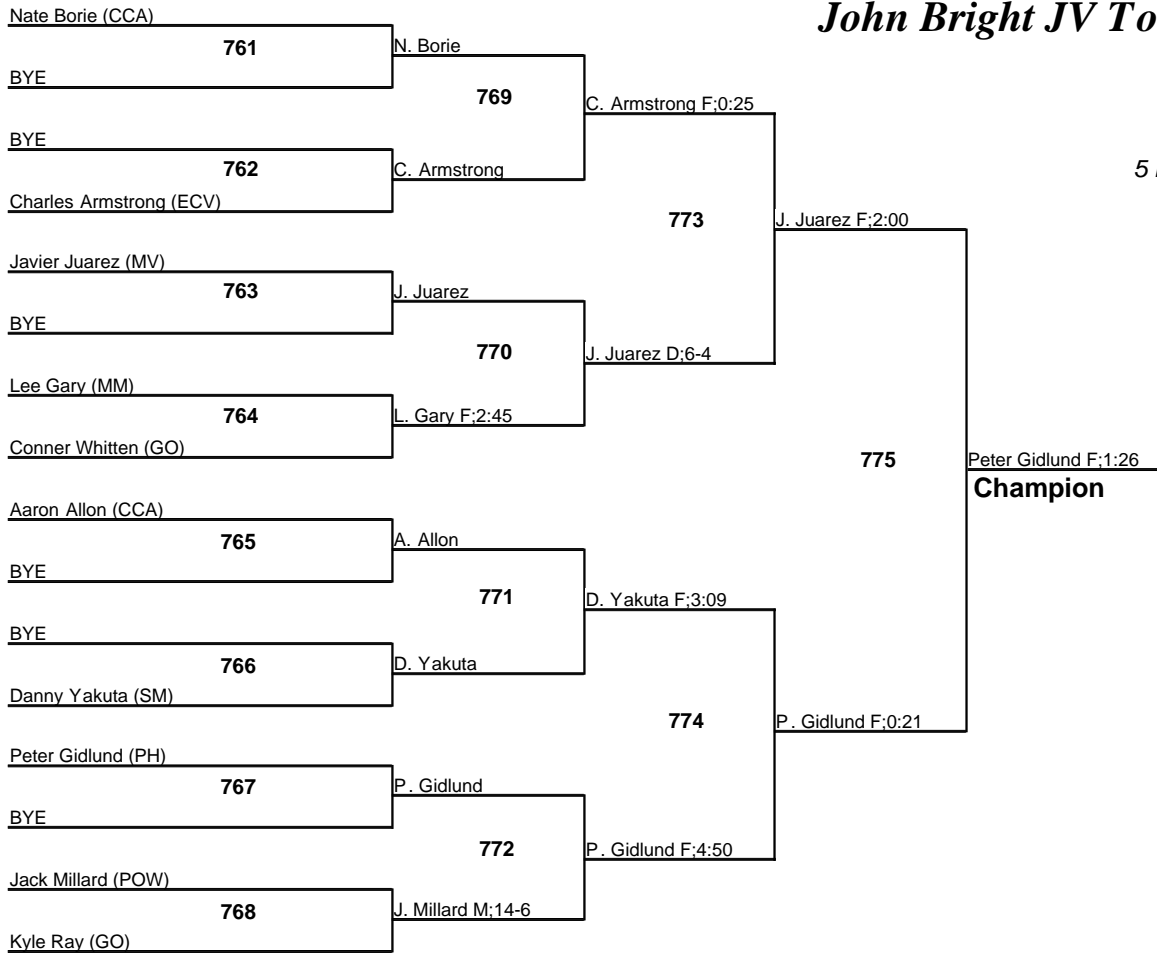 John Bright JV To
Nate Borie (CCA)
761
N. Borie
BYE
769
C. Armstrong F;0:25
BYE
762
C. Armstrong
5
Charles Armstrong (ECV)
773
J. Juarez F;2:00
Javier Juarez (MV)
763
J. Juarez
BYE
770
J. Juarez D;6-4
Lee Gary (MM)
764
L. Gary F;2:45
Conner Whitten (GO)
775
Peter Gidlund F;1:26
Champion
Aaron Allon (CCA)
765
A. Allon
BYE
771
D. Yakuta F;3:09
BYE
766
D. Yakuta
Danny Yakuta (SM)
774
P. Gidlund F;0:21
Peter Gidlund (PH)
767
P. Gidlund
BYE
772
P. Gidlund F;4:50
Jack Millard (POW)
768
J. Millard M;14-6
Kyle Ray (GO)